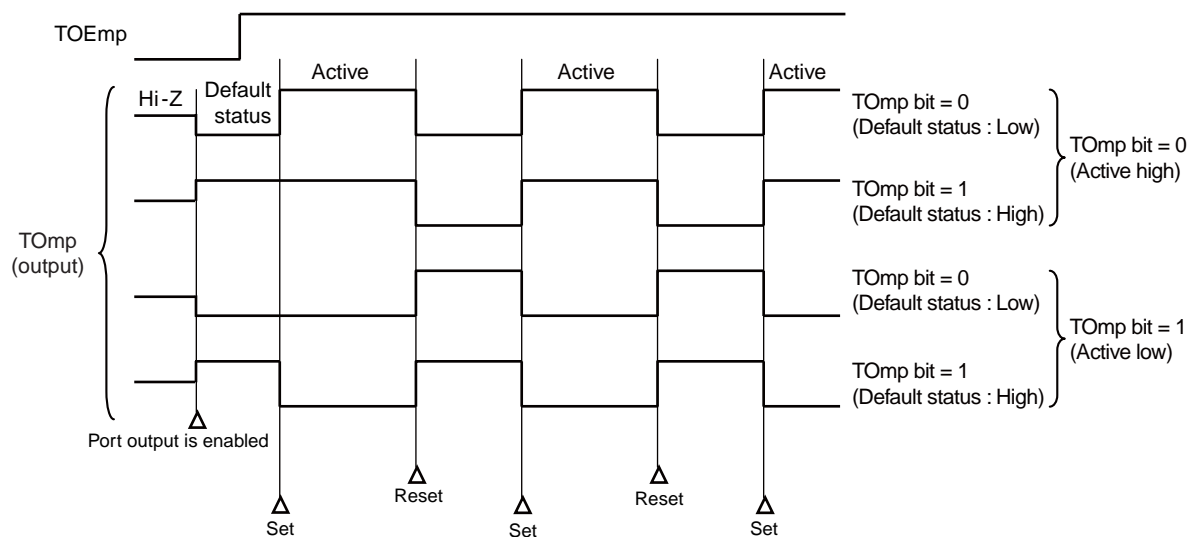 TOEmp
Active
Active
Active
Hi-Z
Default
status
TOmp bit = 0
(Default status : Low)
TOmp bit = 0
(Active high)
TOmp bit = 1
(Default status : High)
TOmp
(output)
TOmp bit = 0
(Default status : Low)
TOmp bit = 1
(Active low)
TOmp bit = 1
(Default status : High)
Port output is enabled
Reset
Reset
Set
Set
Set